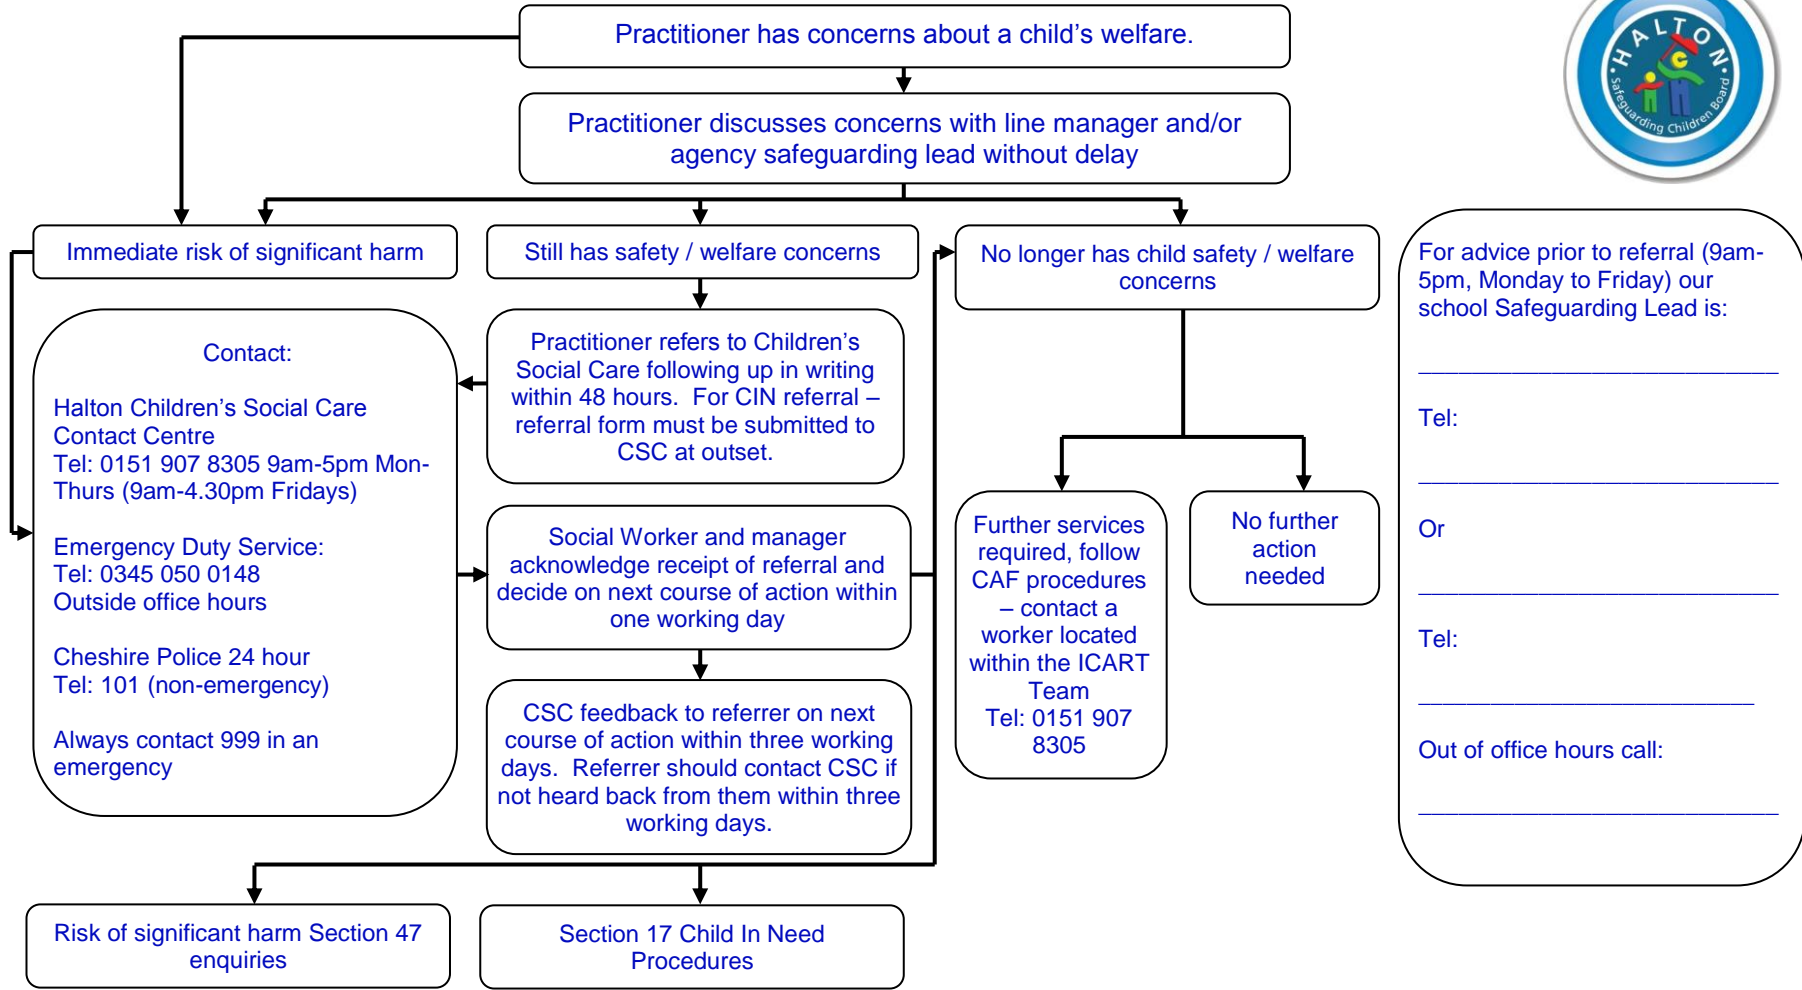 Practitioner has concerns about a child’s welfare.
HALTON
Safeguarding Children Board
Practitioner discusses concerns with line manager and/or
agency safeguarding lead without delay
Immediate risk of significant harm
Still has safety / welfare concerns
No longer has child safety / welfare
concerns
Contact:
Halton Children’s Social Care
Contact Centre
Tel: 0151 907 8305 9am-5pm Mon-
Thurs (9am-4.30pm Fridays)
Emergency Duty Service:
Tel: 0345 050 0148
Outside office hours
Cheshire Police 24 hour
Tel: 101 (non-emergency)
Always contact 999 in an
emergency
Practitioner refers to Children’s
Social Care following up in writing
within 48 hours.  For CIN referral –
referral form must be submitted to
CSC at outset.
Social Worker and manager
acknowledge receipt of referral and
decide on next course of action within
one working day
CSC feedback to referrer on next
course of action within three working
days.  Referrer should contact CSC if
not heard back from them within three
working days.
Further services
required, follow
CAF procedures
– contact a
worker located
within the ICART
Team
Tel: 0151 907
8305
No further
action
needed
For advice prior to referral (9am-
5pm, Monday to Friday) our
school Safeguarding Lead is:
Tel:
Or
Tel:
Out of office hours call:
Risk of significant harm Section 47
enquiries
Section 17 Child In Need
Procedures